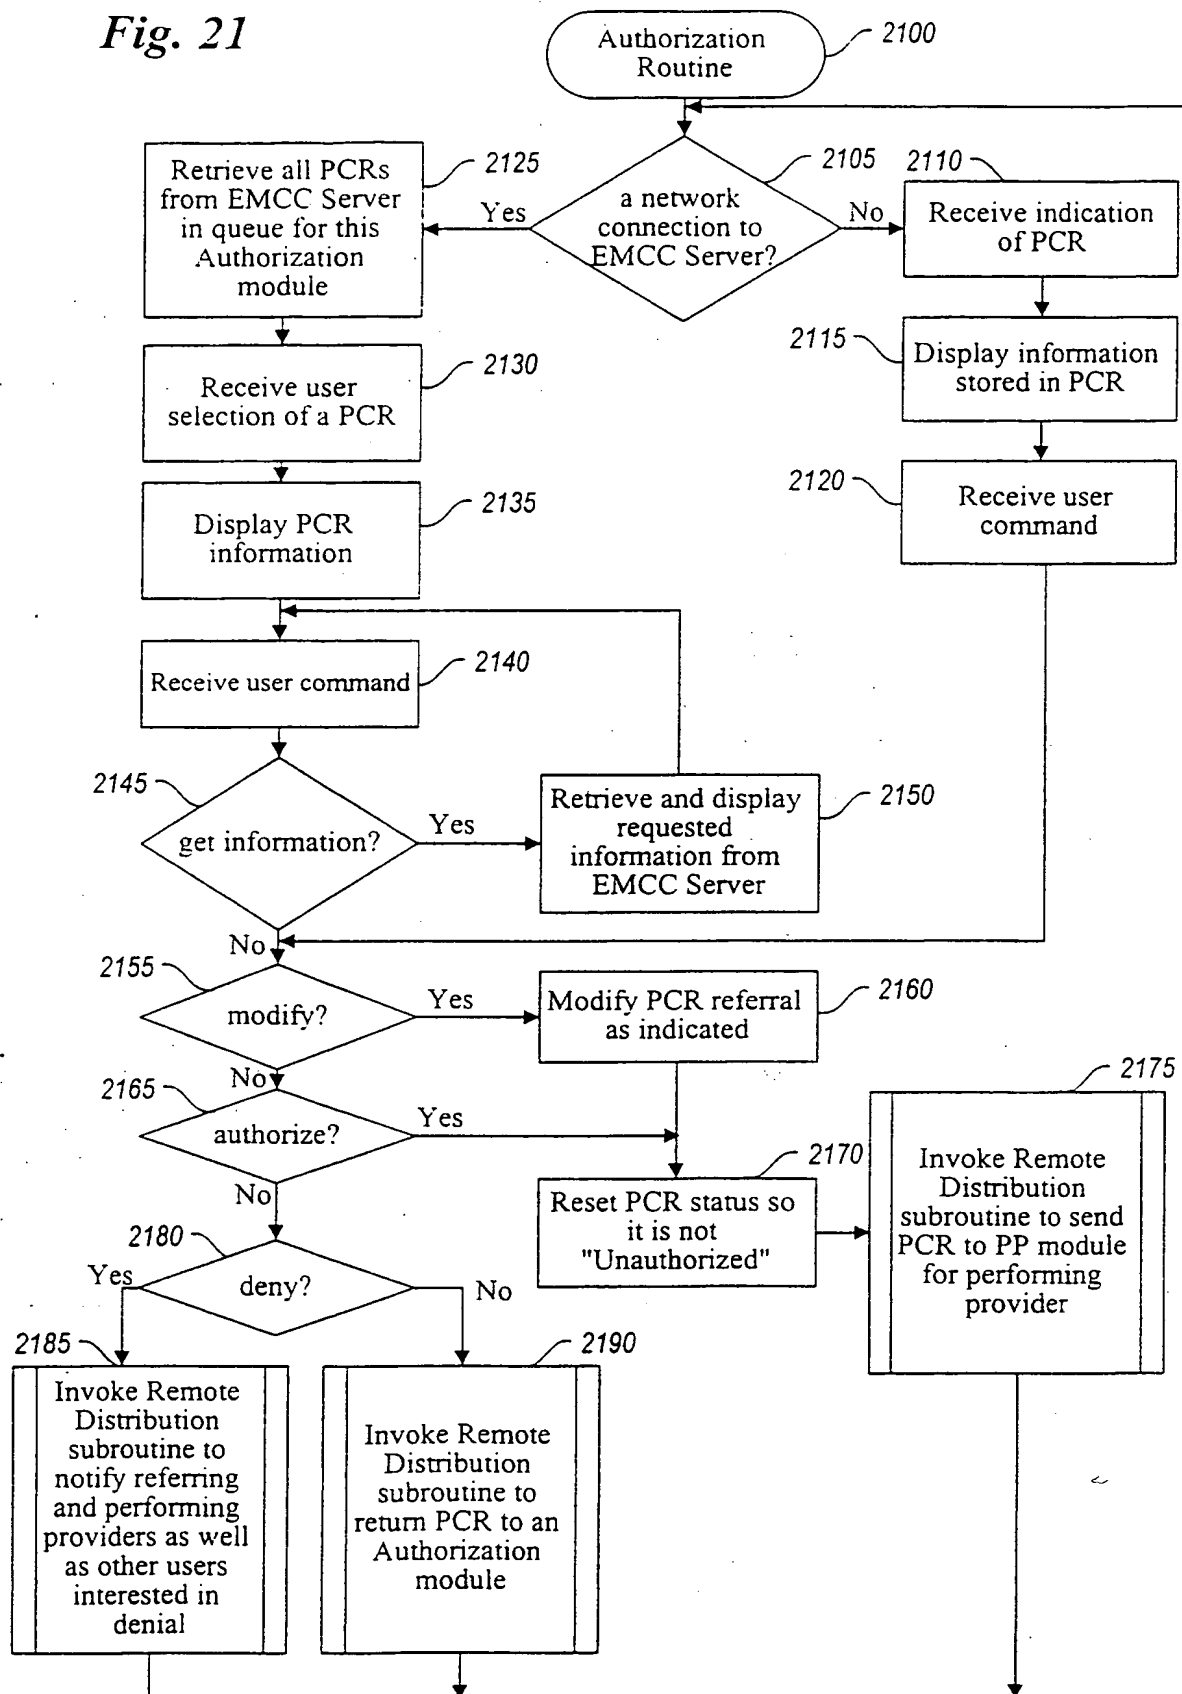 Fig. 21
Authorization
Routine
2100
2105
a network
connection to
EMCC Server?
Yes
No
2125
Retrieve all PCRs
from EMCC Server
in queue for this
Authorization
module
2110
Receive indication
of PCR
2115
Display information
stored in PCR
2120
Receive user
command
2130
Receive user
selection of a PCR
2135
Display PCR
information
2140
Receive user command
2145
get information?
Yes
No
2150
Retrieve and display
requested
information from
EMCC Server
2155
modify?
Yes
No
2160
Modify PCR referral
as indicated
2165
authorize?
Yes
No
2170
Reset PCR status so
it is not
"Unauthorized"
2175
Invoke Remote
Distribution
subroutine to send
PCR to PP module
for performing
provider
2180
deny?
Yes
No
2185
Invoke Remote
Distribution
subroutine to
notify referring
and performing
providers as well
as other users
interested in
denial
2190
Invoke Remote
Distribution
subroutine to
return PCR to an
Authorization
module